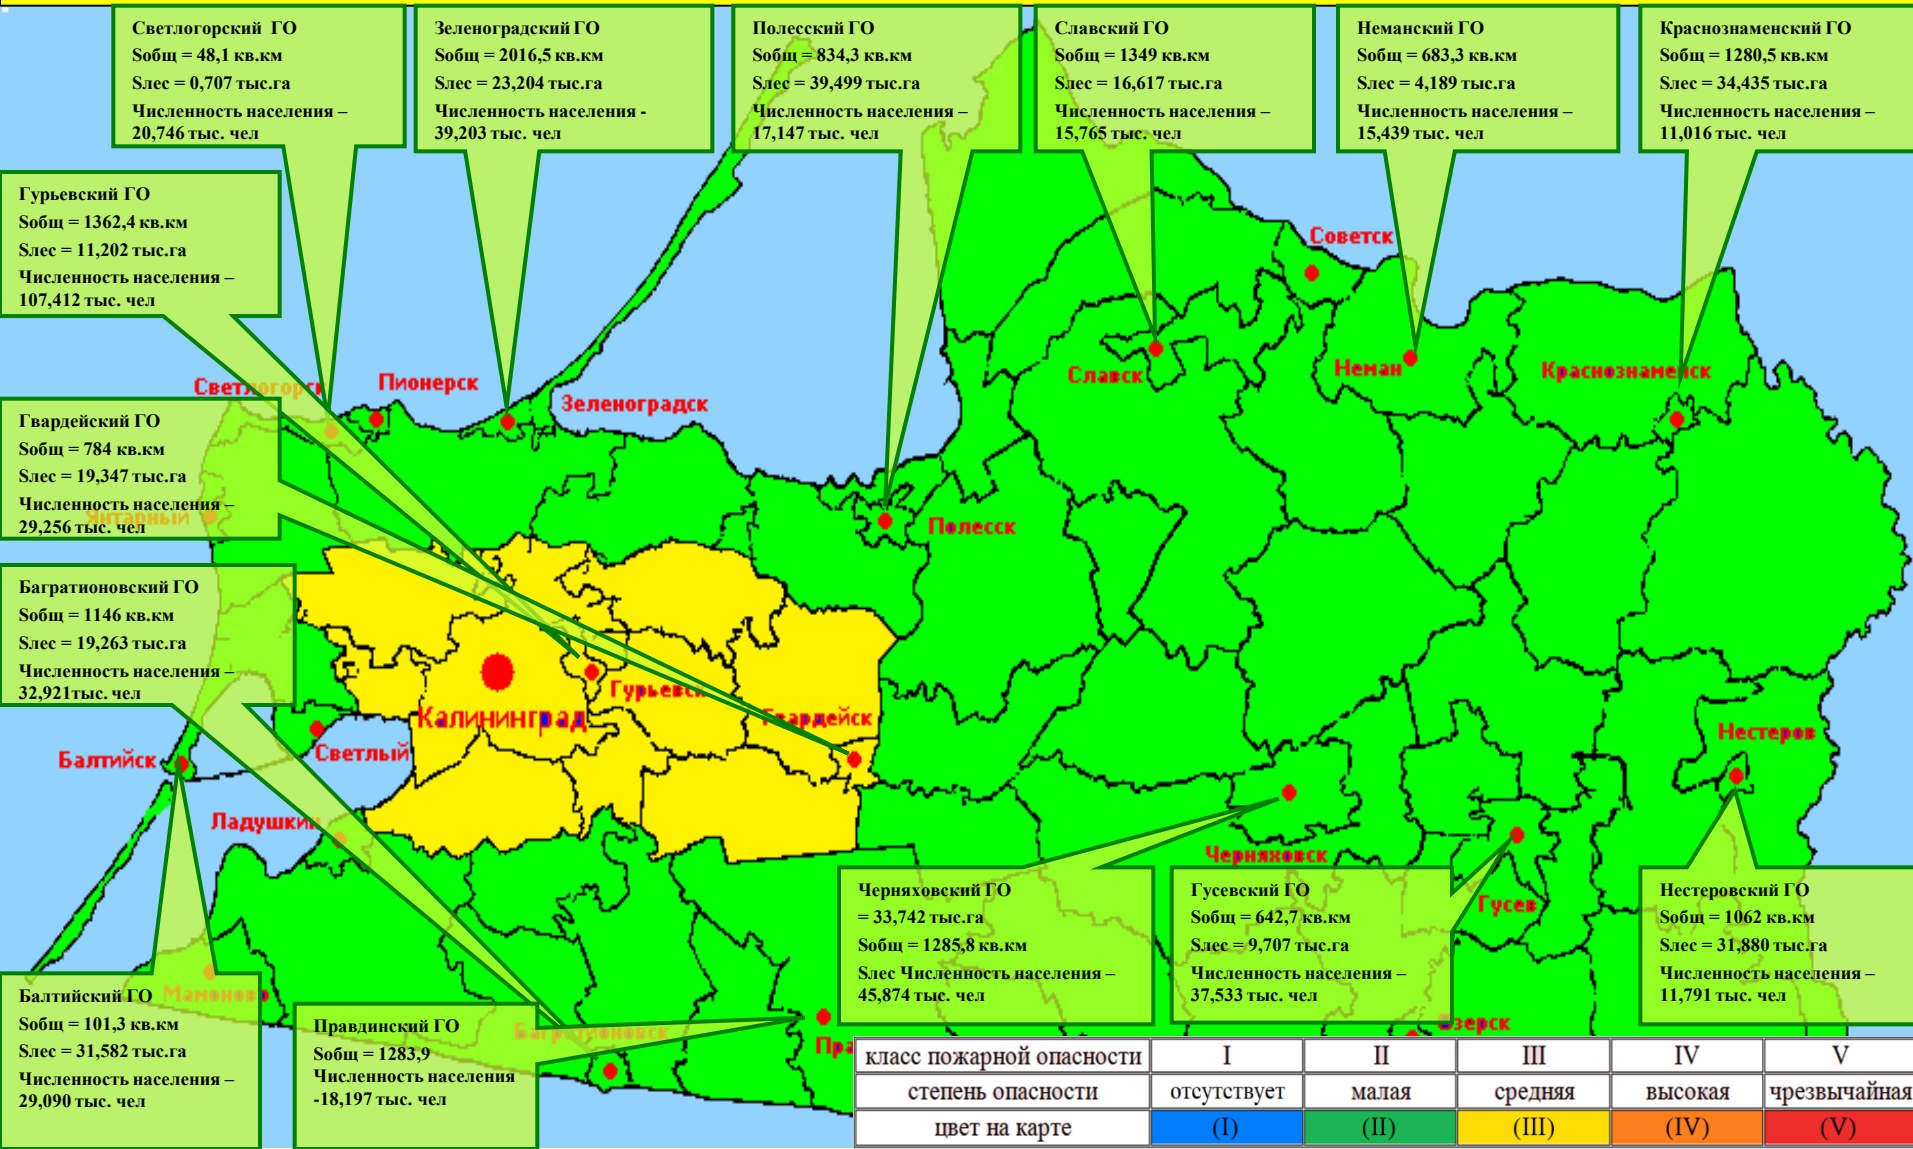 Светлогорский ГО
Sобщ = 48,1 кв.км
Sлес = 0,707 тыс.га
Численность населения –
20,746 тыс. чел
Зеленоградский ГО
Sобщ = 2016,5 кв.км
Sлес = 23,204 тыс.га
Численность населения -
39,203 тыс. чел
Полесский ГО
Sобщ = 834,3 кв.км
Sлес = 39,499 тыс.га
Численность населения –
17,147 тыс. чел
Славский ГО
Sобщ = 1349 кв.км
Sлес = 16,617 тыс.га
Численность населения –
15,765 тыс. чел
Неманский ГО
Sобщ = 683,3 кв.км
Sлес = 4,189 тыс.га
Численность населения –
15,439 тыс. чел
Краснознаменский ГО
Sобщ = 1280,5 кв.км
Sлес = 34,435 тыс.га
Численность населения –
11,016 тыс. чел
Гурьевский ГО
Sобщ = 1362,4 кв.км
Sлес = 11,202 тыс.га
Численность населения –
107,412 тыс. чел
Советск
Славск
Неман
Краснознаменск
Светлогорск
Пионерск
Зеленоградск
Гвардейский ГО
Sобщ = 784 кв.км
Sлес = 19,347 тыс.га
Численность населения –
29,256 тыс. чел
Янтарный
Полесск
Багратионовский ГО
Sобщ = 1146 кв.км
Sлес = 19,263 тыс.га
Численность населения –
32,921тыс. чел
Гурьевск
Калининград
Гвардейск
Нестеров
Балтийск
Светлый
Ладушкин
Черняховск
Гусев
Черняховский ГО
= 33,742 тыс.га
Sобщ = 1285,8 кв.км
Sлес Численность населения –
45,874 тыс. чел
Гусевский ГО
Sобщ = 642,7 кв.км
Sлес = 9,707 тыс.га
Численность населения –
37,533 тыс. чел
Нестеровский ГО
Sобщ = 1062 кв.км
Sлес = 31,880 тыс.га
Численность населения –
11,791 тыс. чел
Мамоново
Балтийский ГО
Sобщ = 101,3 кв.км
Sлес = 31,582 тыс.га
Численность населения –
29,090 тыс. чел
Правдинский ГО
Sобщ = 1283,9
Численность населения
-18,197 тыс. чел
Багратионовск
Озерск
Пра
класс пожарной опасности I II III IV V
степень опасности отсутствует малая средняя высокая чрезвычайная
цвет на карте (I) (II) (III) (IV) (V)